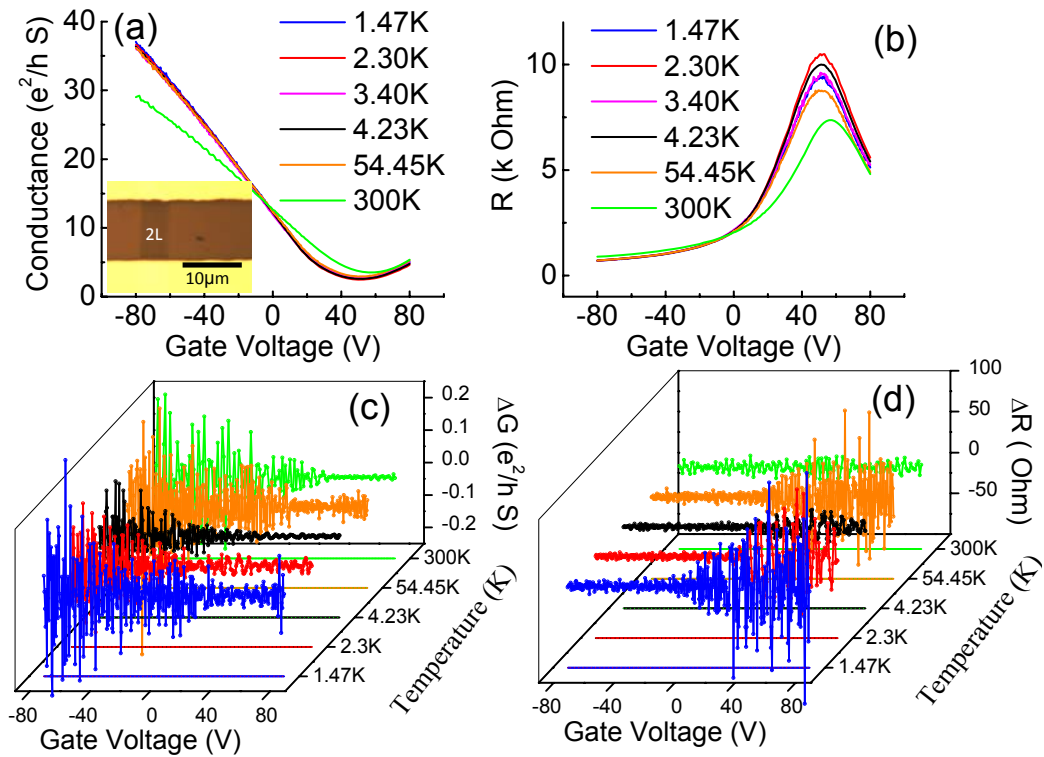 (a)
Conductance (e²/h S)
40
30
20
10
0
1.47K
2.30K
3.40K
4.23K
54.45K
300K
2L
10μm
-80 -40 0 40 80
Gate Voltage (V)
(b)
R (k Ohm)
10
5
0
1.47K
2.30K
3.40K
4.23K
54.45K
300K
-80 -40 0 40 80
Gate Voltage (V)
(c)
0.2
0.0
-0.1
-0.2
ΔG (e²/h S)
300K
54.45K
4.23K
2.3K
1.47K
Temperature (K)
-80 -40 0 40 80
Gate Voltage (V)
(d)
100
50
0
-50
ΔR ( Ohm)
300K
54.45K
4.23K
2.3K
1.47K
Temperature (K)
-80 -40 0 40 80
Gate Voltage (V)